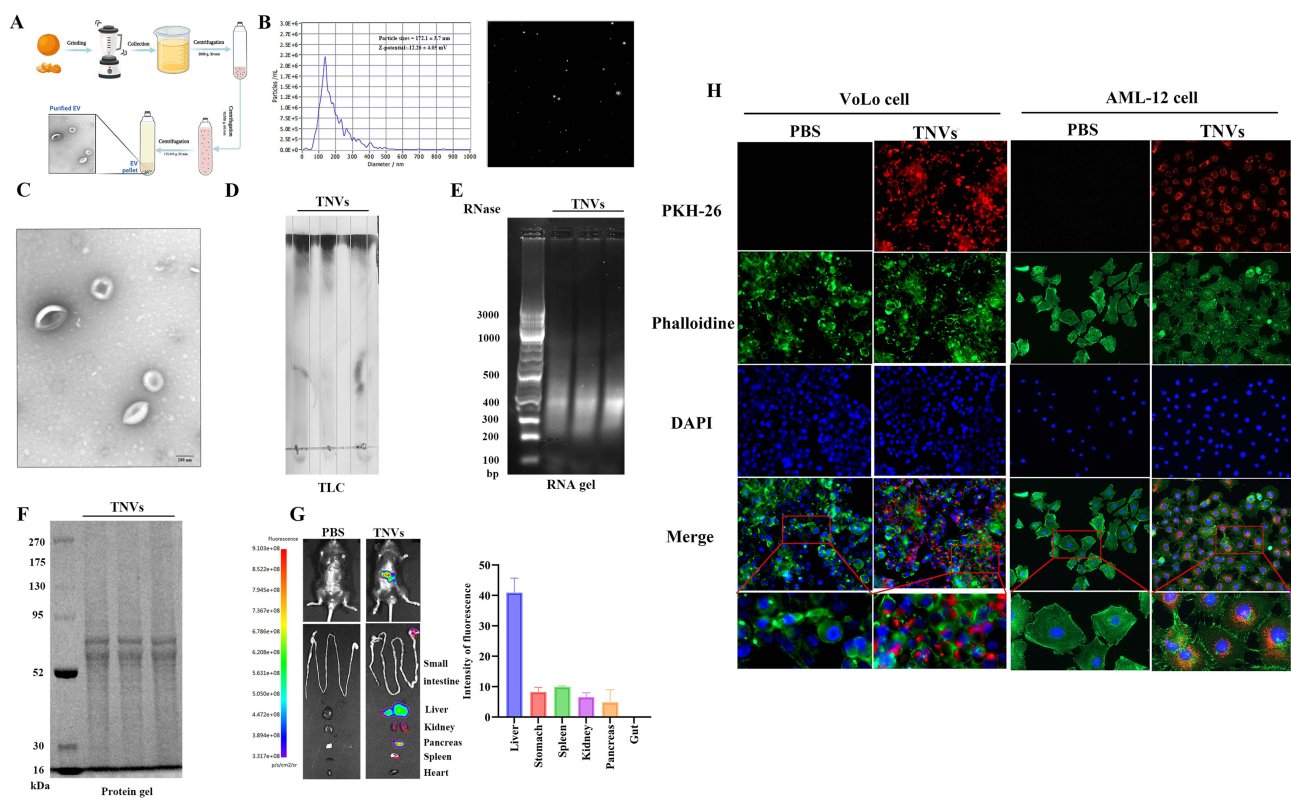 A
Grinding
Collection
Centrifugation
Centrifugation
Centrifugation
Purified EV
EV
pellet
B
3.0E+6
2.7E+6
2.4E+6
2.1E+6
1.8E+6
1.5E+6
1.2E+6
9.0E+5
6.0E+5
3.0E+5
0.0E+0
Particles /mL
Particle sizes = 172.1 ± 3.7 nm
Z-potential:-12.26 ± 4.05 mV
0 100 200 300 400 500 600 700 800 900 1000
Diameter / nm
C
200 nm
D
TNVs
TLC
E
RNase
TNVs
3000
1000
500
400
300
200
100
bp
RNA gel
F
TNVs
270
175
130
95
52
30
16
kDa
Protein gel
G
PBS
TNVs
Fluorescence
9.103e+08
8.522e+08
7.945e+08
7.367e+08
6.786e+08
6.208e+08
5.631e+08
5.050e+08
4.472e+08
3.894e+08
3.317e+08
p/s/cm2/sr
Small
intestine
Liver
Kidney
Pancreas
Spleen
Heart
Intensity of fluorescence
50
40
30
20
10
0
Liver
Stomach
Spleen
Kidney
Pancreas
Gut
H
VoLo cell
AML-12 cell
PBS
TNVs
PBS
TNVs
PKH-26
Phalloidine
DAPI
Merge